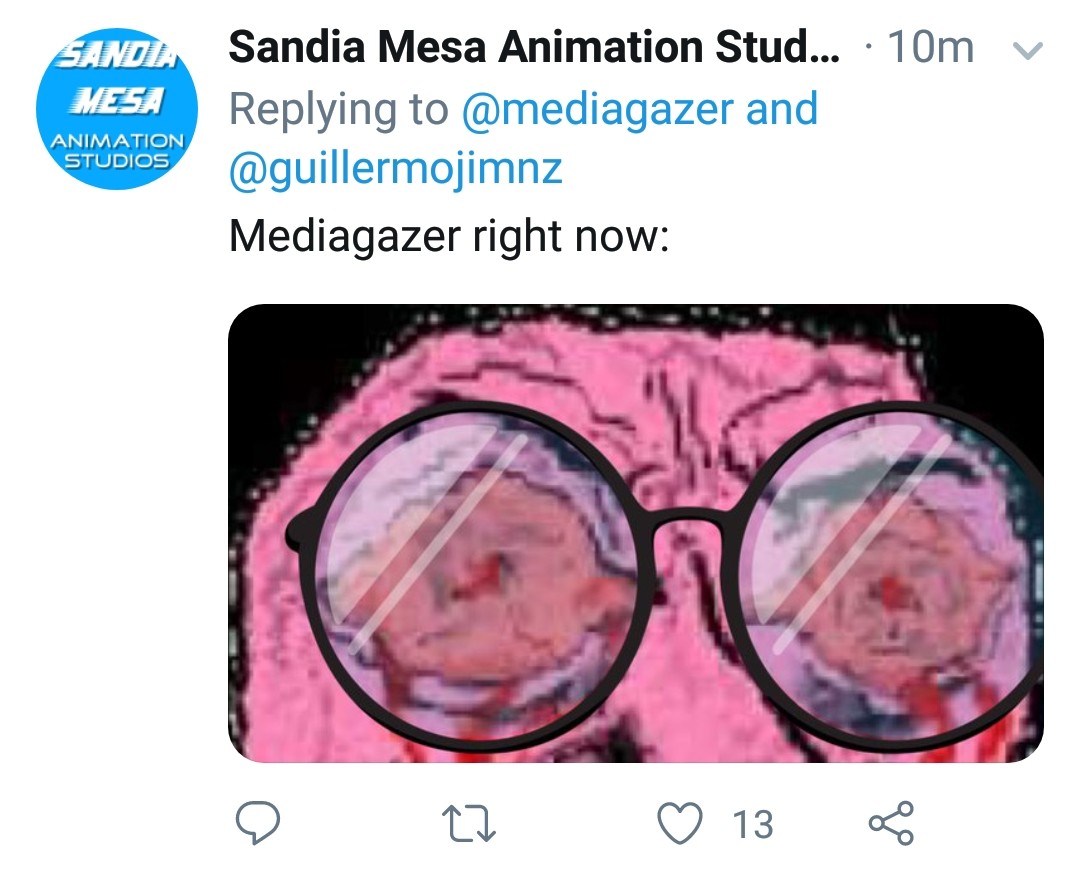 SANDIA
MESA
ANIMATION
STUDIOS
Sandia Mesa Animation Stud... · 10m
Replying to @mediagazer and
@guillermojimnz
Mediagazer right now:
13